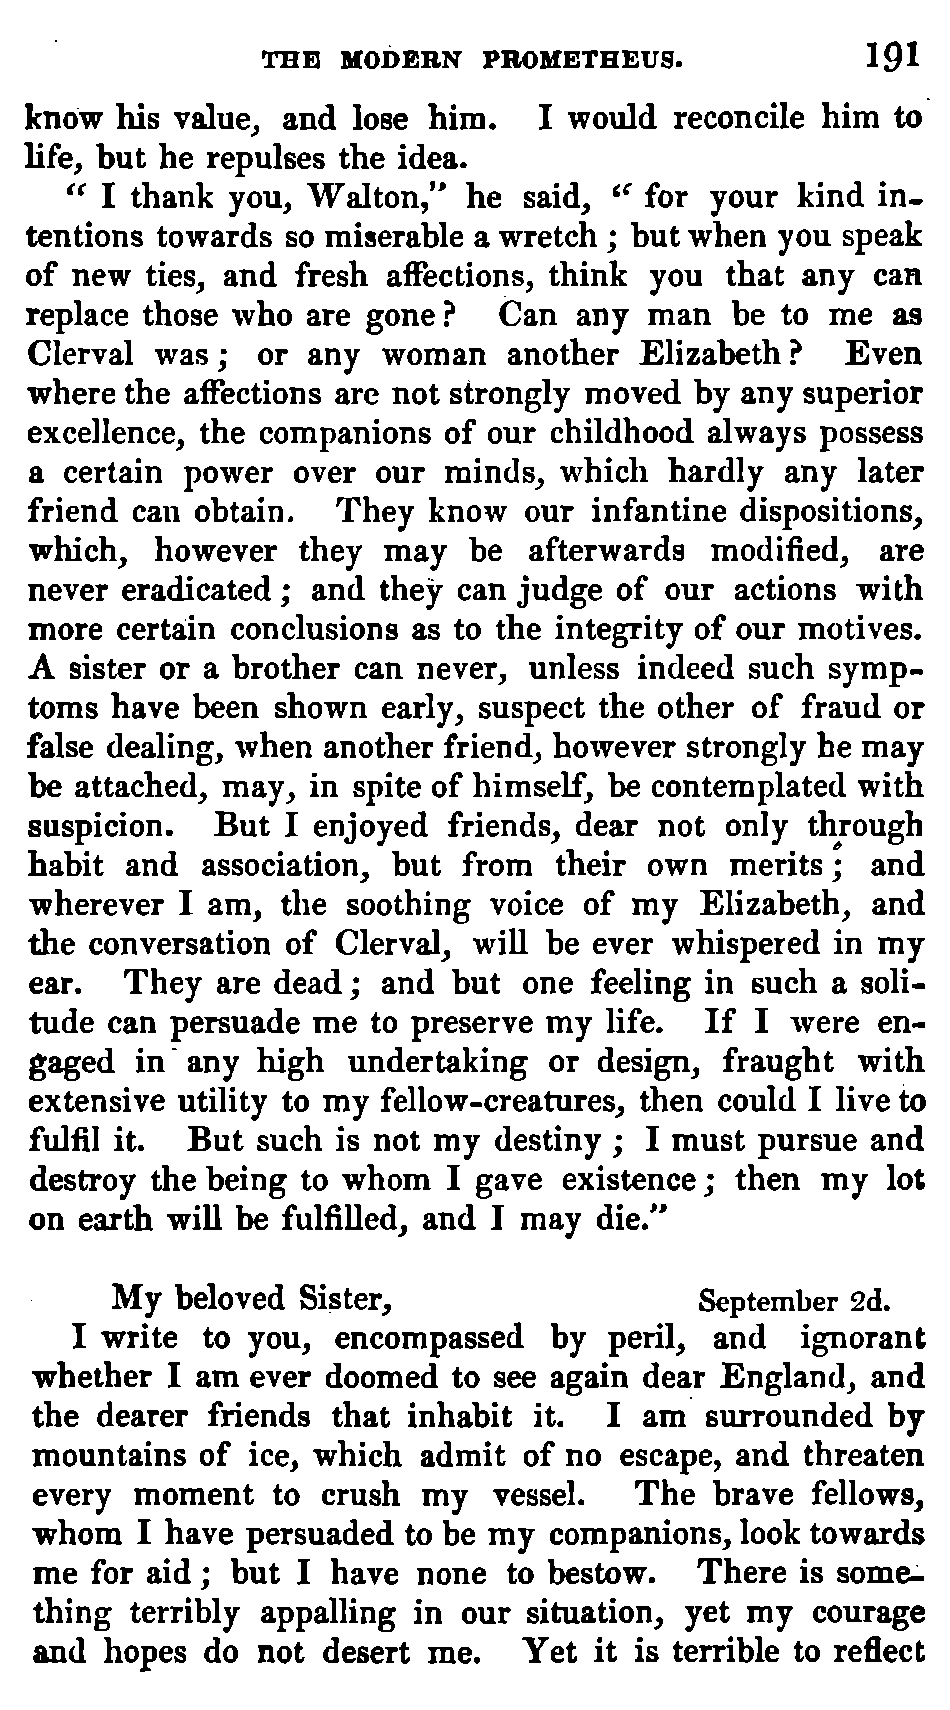 THE MODERN PROMETHEUS. 191
know his value, and lose him. I would reconcile him to
life, but he repulses the idea.
“ I thank you, Walton,” he said, “ for your kind in-
tentions towards so miserable a wretch ; but when you speak
of new ties, and fresh affections, think you that any can
replace those who are gone ? Can any man be to me as
Clerval was ; or any woman another Elizabeth ? Even
where the affections are not strongly moved by any superior
excellence, the companions of our childhood always possess
a certain power over our minds, which hardly any later
friend can obtain. They know our infantine dispositions,
which, however they may be afterwards modified, are
never eradicated ; and they can judge of our actions with
more certain conclusions as to the integrity of our motives.
A sister or a brother can never, unless indeed such symp-
toms have been shown early, suspect the other of fraud or
false dealing, when another friend, however strongly he may
be attached, may, in spite of himself, be contemplated with
suspicion. But I enjoyed friends, dear not only through
habit and association, but from their own merits ; and
wherever I am, the soothing voice of my Elizabeth, and
the conversation of Clerval, will be ever whispered in my
ear. They are dead ; and but one feeling in such a soli-
tude can persuade me to preserve my life. If I were en-
gaged in any high undertaking or design, fraught with
extensive utility to my fellow-creatures, then could I live to
fulfil it. But such is not my destiny ; I must pursue and
destroy the being to whom I gave existence ; then my lot
on earth will be fulfilled, and I may die.”
My beloved Sister, September 2d.
I write to you, encompassed by peril, and ignorant
whether I am ever doomed to see again dear England, and
the dearer friends that inhabit it. I am surrounded by
mountains of ice, which admit of no escape, and threaten
every moment to crush my vessel. The brave fellows,
whom I have persuaded to be my companions, look towards
me for aid ; but I have none to bestow. There is some-
thing terribly appalling in our situation, yet my courage
and hopes do not desert me. Yet it is terrible to reflect